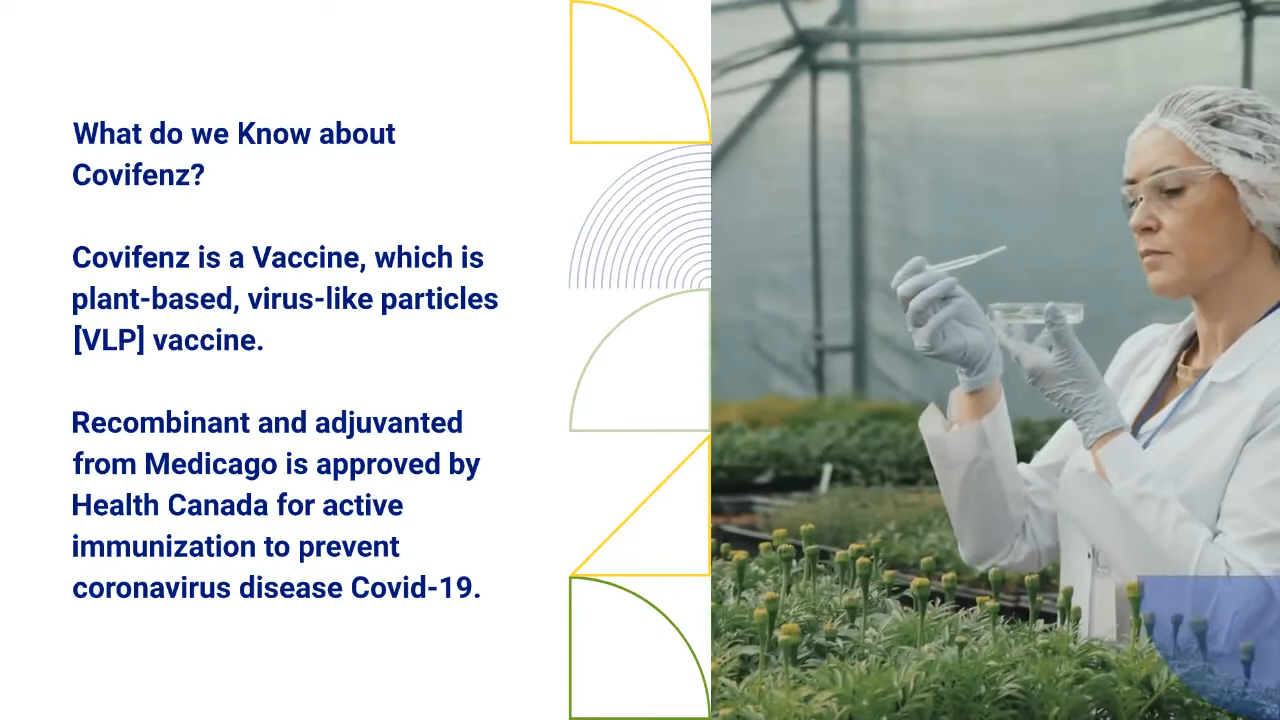 What do we Know about
Covifenz?
Covifenz is a Vaccine, which is
plant-based, virus-like particles
[VLP] vaccine.
Recombinant and adjuvanted
from Medicago is approved by
Health Canada for active
immunization to prevent
coronavirus disease Covid-19.